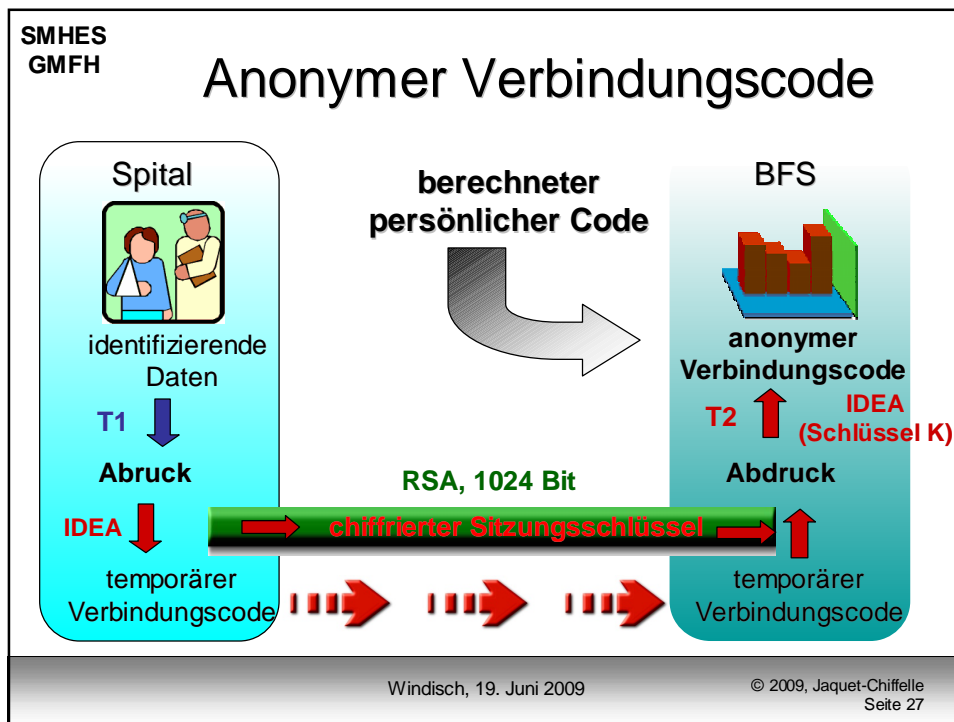 SMHES
GMFH
Anonymer Verbindungscode
Spital
identifizierende
Daten
T1
Abruck
IDEA
temporärer
Verbindungscode
berechneter
persönlicher Code
RSA, 1024 Bit
chiffrierter Sitzungsschlüssel
BFS
anonymer
Verbindungscode
T2
IDEA
(Schlüssel K)
Abdruck
temporärer
Verbindungscode
Windisch, 19. Juni 2009
© 2009, Jaquet-Chiffelle
Seite 27